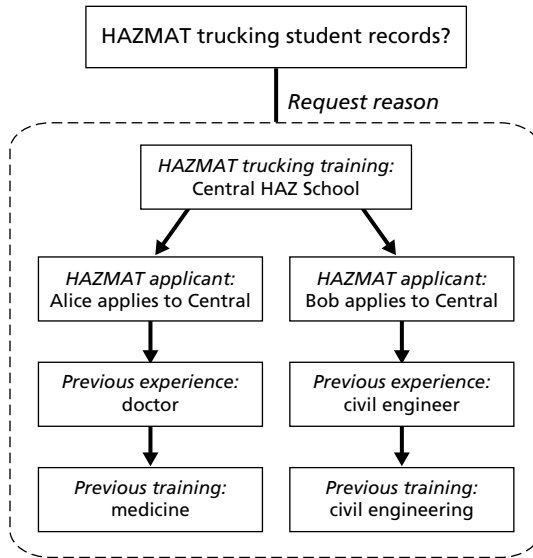 HAZMAT trucking student records?
Request reason
HAZMAT trucking training:
Central HAZ School
HAZMAT applicant:
Alice applies to Central
HAZMAT applicant:
Bob applies to Central
Previous experience:
doctor
Previous experience:
civil engineer
Previous training:
medicine
Previous training:
civil engineering